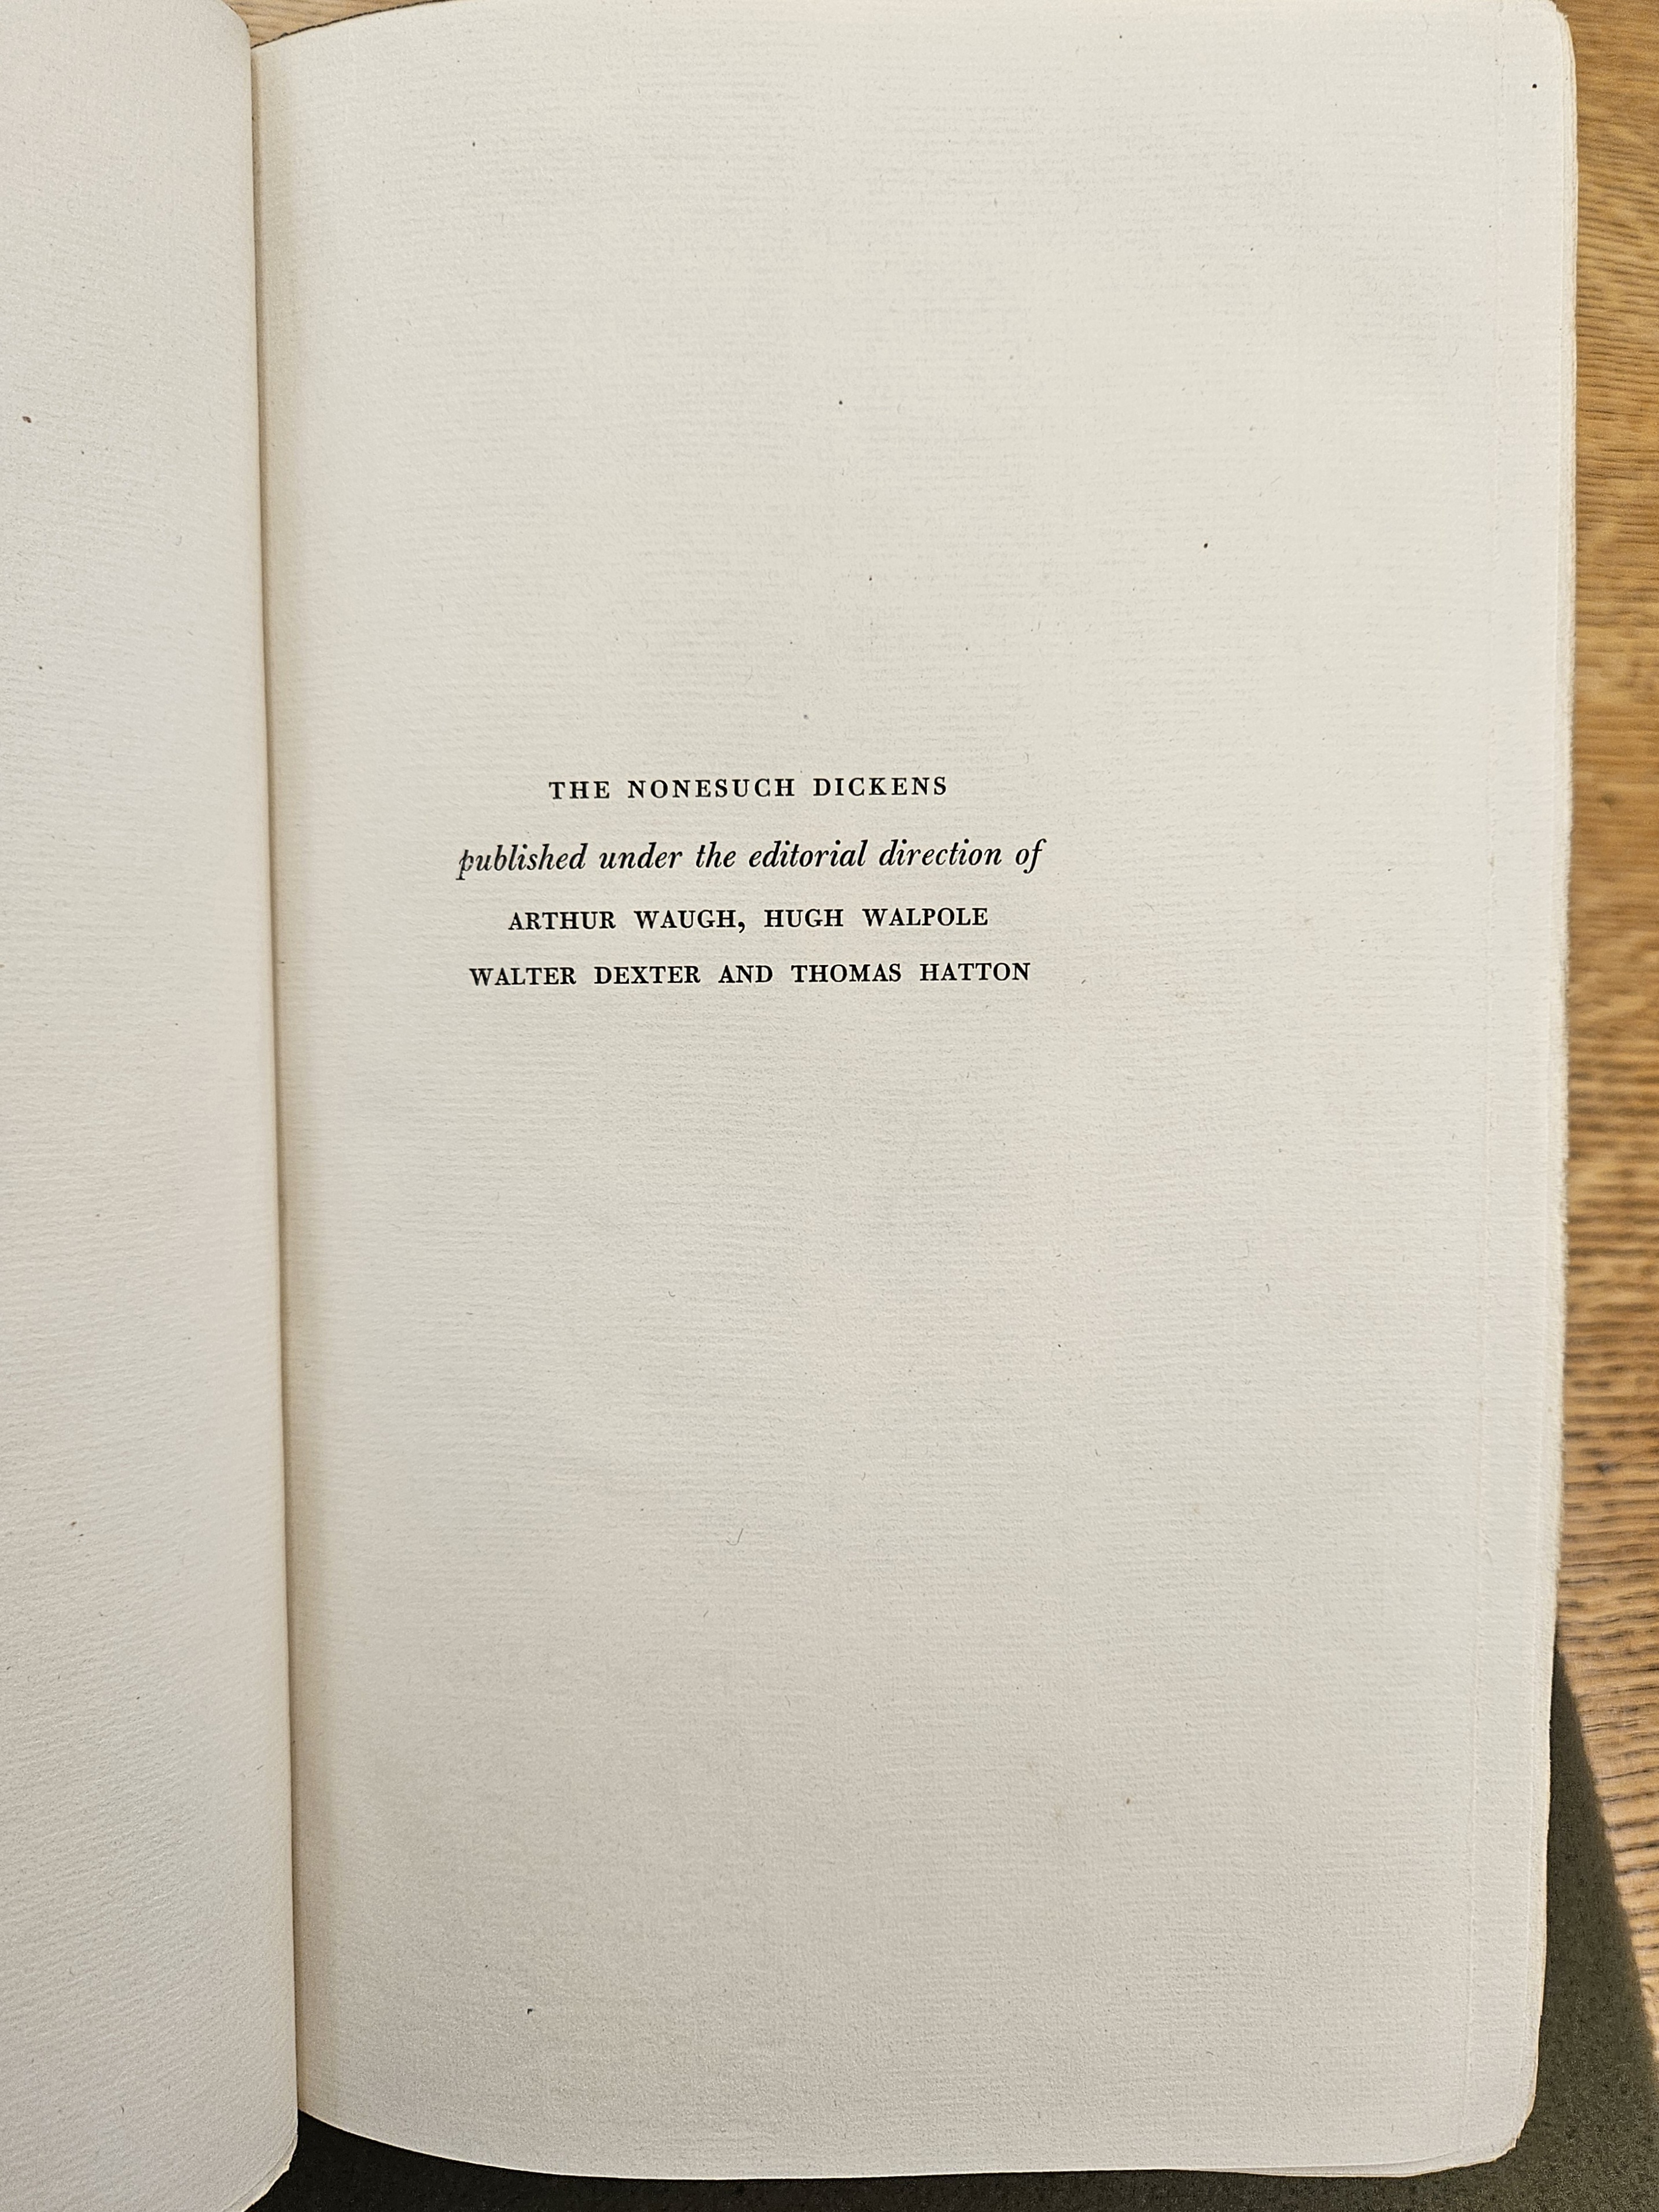 THE NONESUCH DICKENS
published under the editorial direction of
ARTHUR WAUGH, HUGH WALPOLE
WALTER DEXTER AND THOMAS HATTON